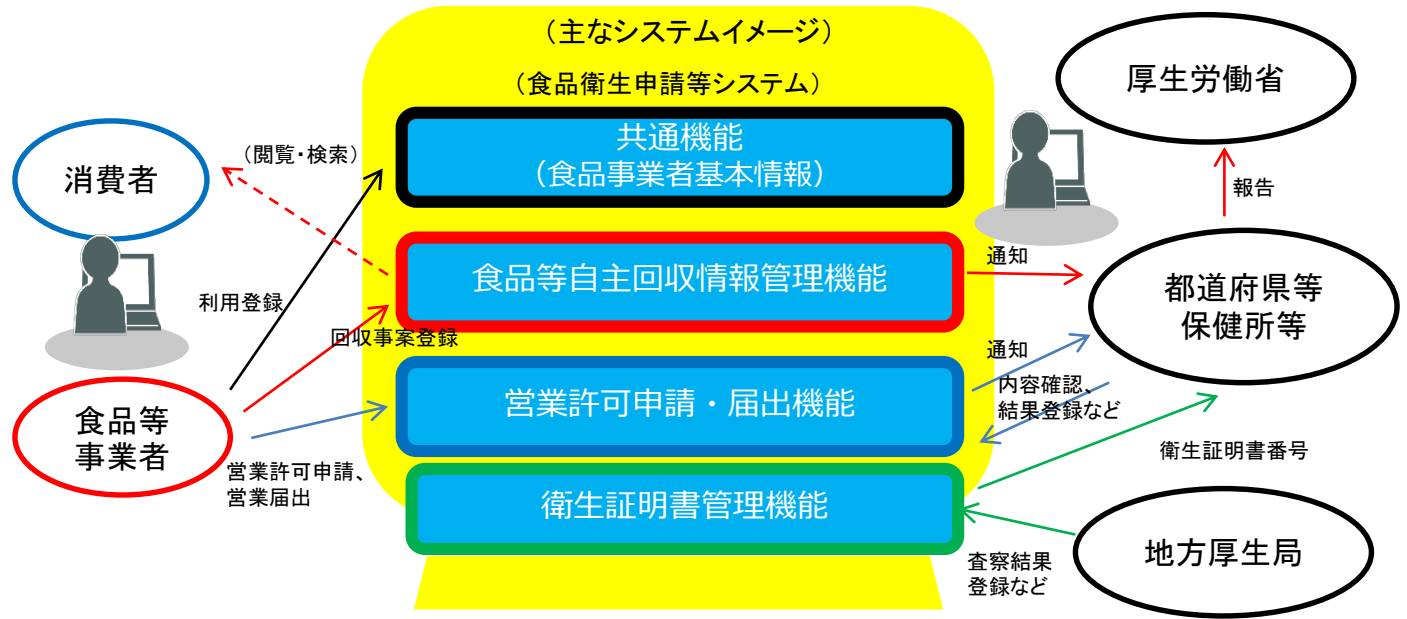 （主なシステムイメージ）
（食品衛生申請等システム）
共通機能
（食品事業者基本情報）
食品等自主回収情報管理機能
営業許可申請・届出機能
衛生証明書管理機能
消費者
（閲覧・検索）
利用登録
回収事案登録
食品等
事業者
営業許可申請、
営業届出
厚生労働省
報告
通知
都道府県等
保健所等
通知
内容確認、
結果登録など
衛生証明書番号
地方厚生局
査察結果
登録など